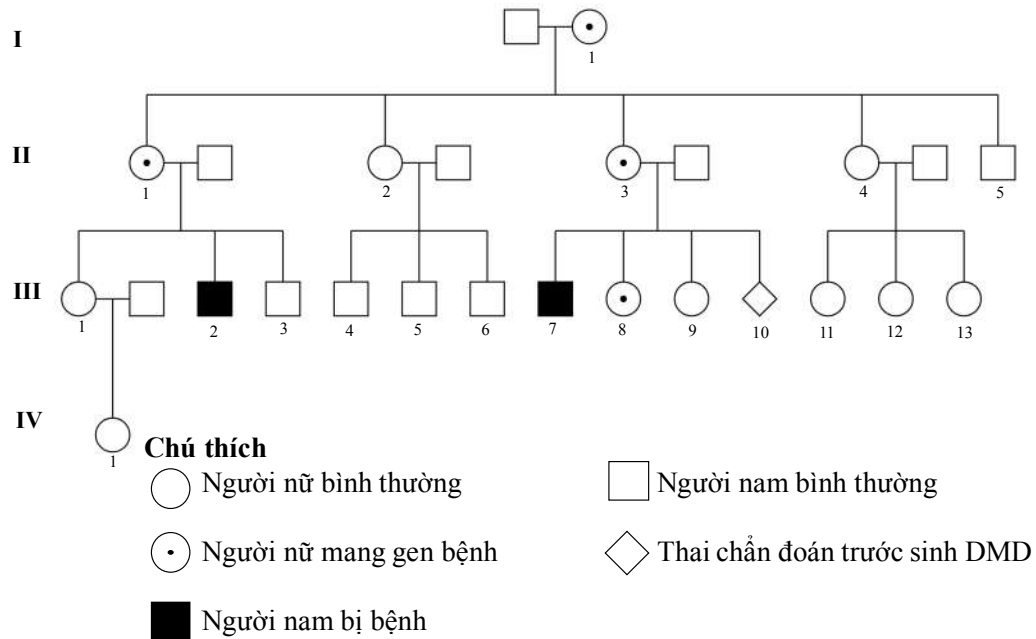 I
1
II
1 2 3 4 5
III
1 2 3 4 5 6 7 8 9 10 11 12 13
IV
1
Chú thích
Người nữ bình thường
Người nam bình thường
Người nữ mang gen bệnh
Thai chẩn đoán trước sinh DMD
Người nam bị bệnh